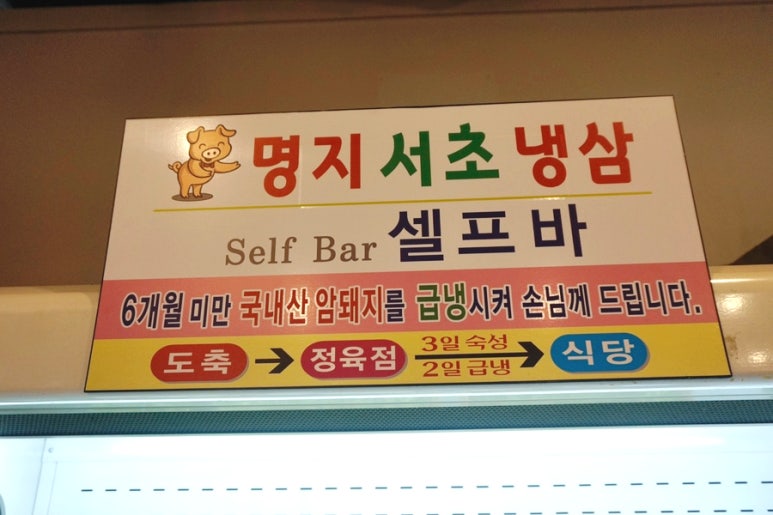 명지 서초 냉삼
Self Bar 셀프바
6개월 미만 국내산 암퇘지를 급냉시켜 손님께 드립니다.
도축 → 정육점 3일 숙성 → 식당
2일 급냉